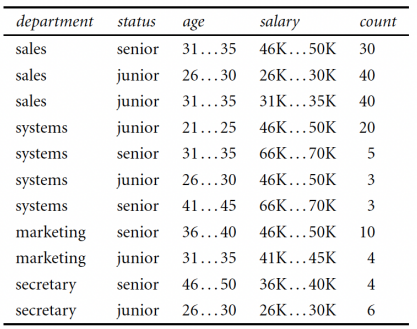 department status age salary count
sales senior 31...35 46K...50K 30
sales junior 26...30 26K...30K 40
sales junior 31...35 31K...35K 40
systems junior 21...25 46K...50K 20
systems senior 31...35 66K...70K 5
systems junior 26...30 46K...50K 3
systems senior 41...45 66K...70K 3
marketing senior 36...40 46K...50K 10
marketing junior 31...35 41K...45K 4
secretary senior 46...50 36K...40K 4
secretary junior 26...30 26K...30K 6